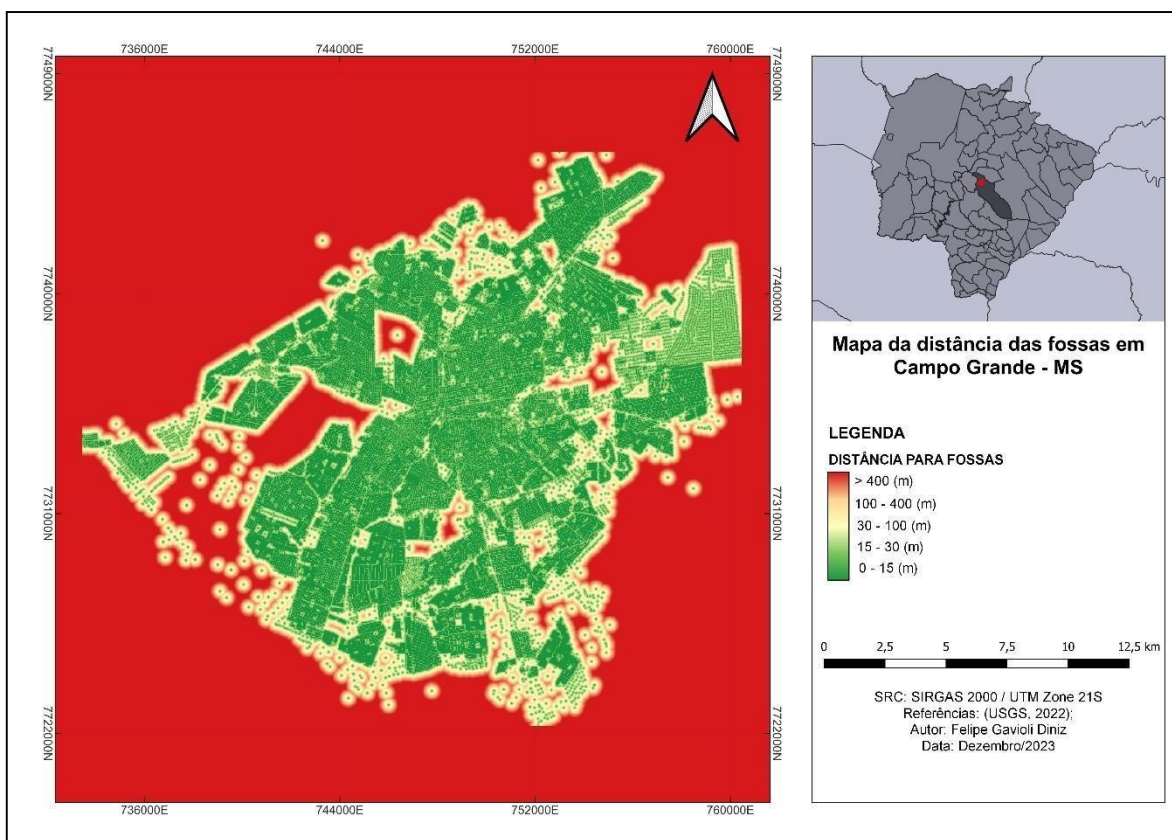 736000E 744000E 752000E 760000E
7749000N 7749000N
7740000N 7740000N
7731000N 7731000N
7722000N 7722000N
736000E 744000E 752000E 760000E
Mapa da distância das fossas em
Campo Grande - MS
LEGENDA
DISTÂNCIA PARA FOSSAS
> 400 (m)
100 - 400 (m)
30 - 100 (m)
15 - 30 (m)
0 - 15 (m)
0 2,5 5 7,5 10 12,5 km
SRC: SIRGAS 2000 / UTM Zone 21S
Referências: (USGS, 2022);
Autor: Felipe Gavioli Diniz
Data: Dezembro/2023